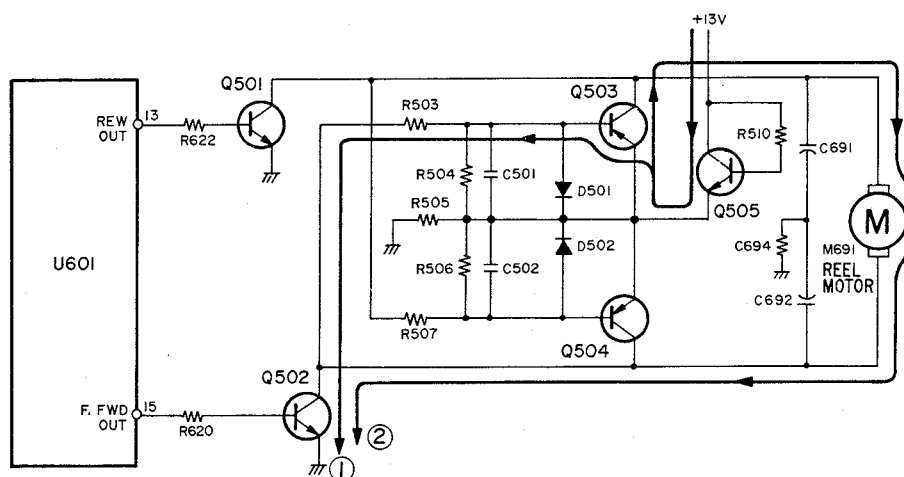 +13V
Q501
Q503
REW
OUT
13
R622
R503
R510
C691
R504
C501
D501
R505
Q505
D502
R506
C502
C694
M
M691
REEL
MOTOR
C692
U601
R507
Q504
Q502
F. FWD
OUT
15
R620
②
①